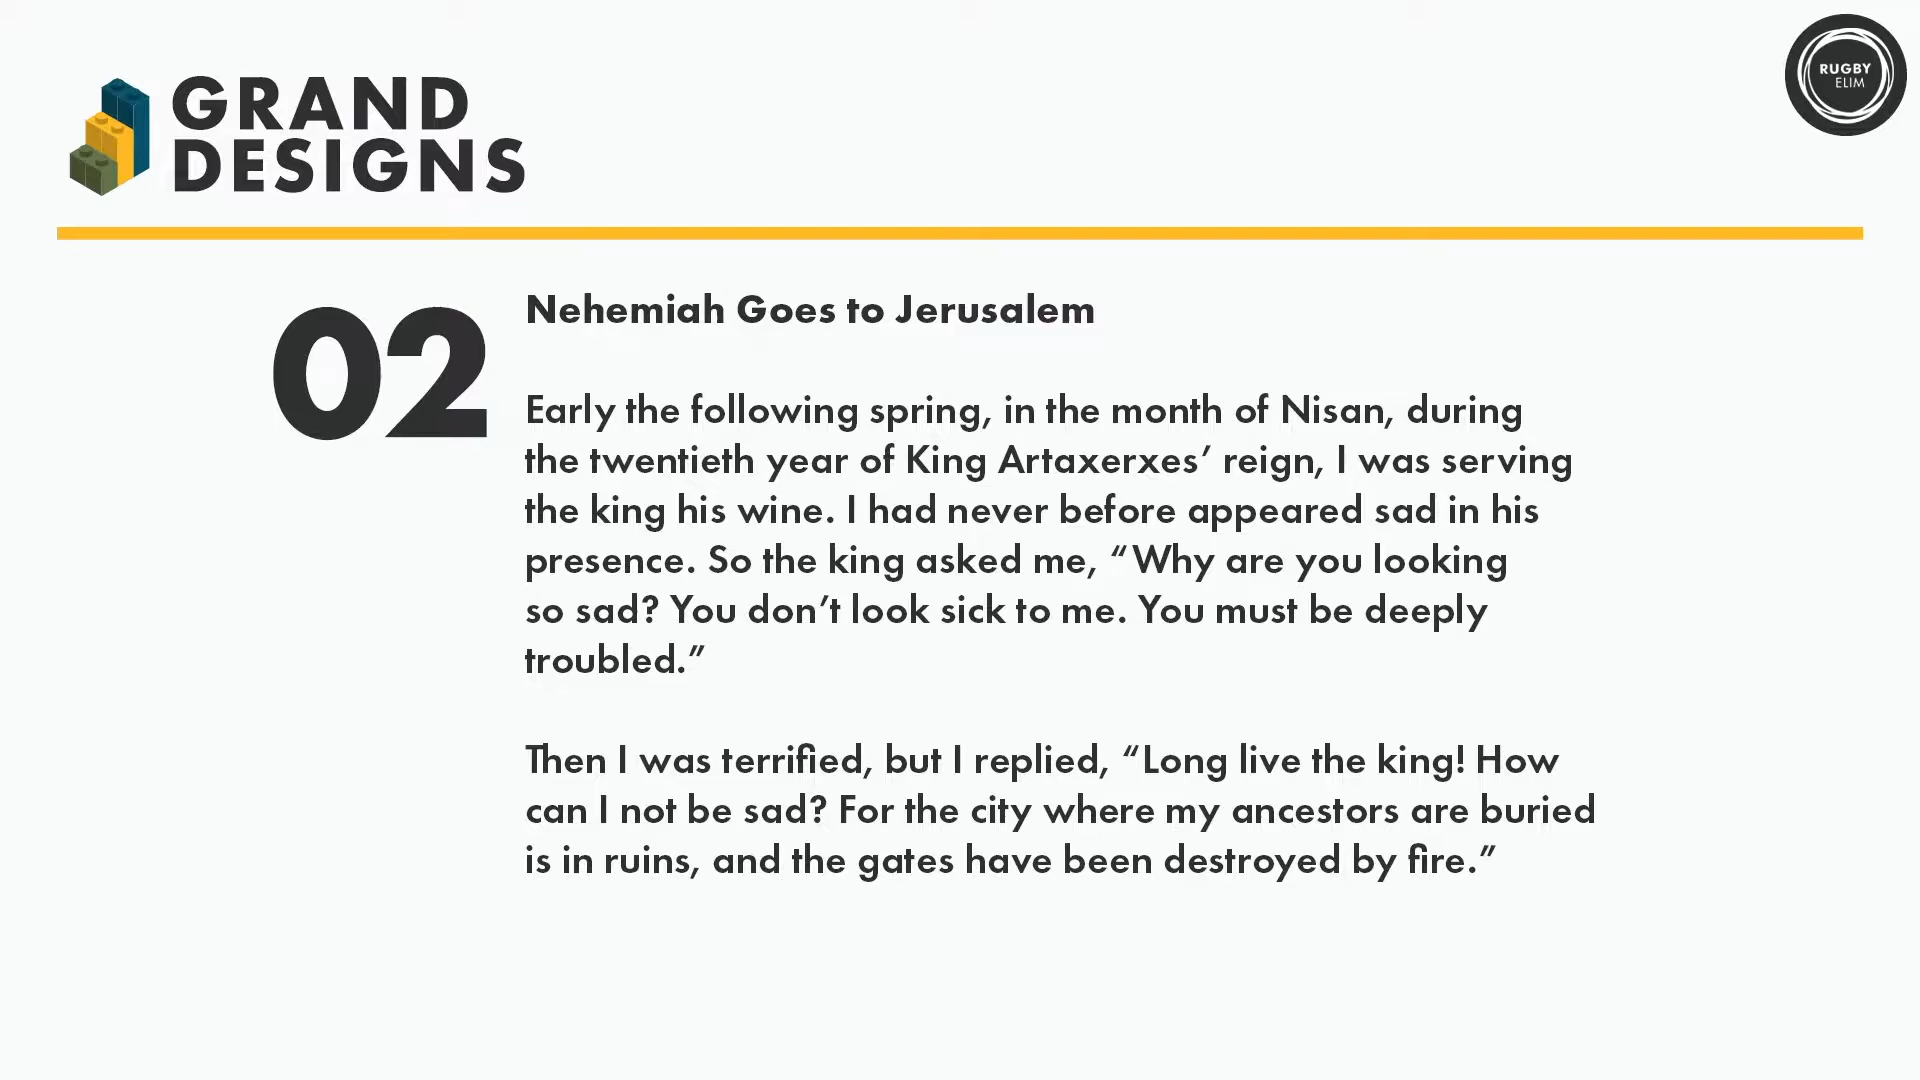 GRAND
DESIGNS
RUGBY
ELIM
02
Nehemiah Goes to Jerusalem
Early the following spring, in the month of Nisan, during
the twentieth year of King Artaxerxes’ reign, I was serving
the king his wine. I had never before appeared sad in his
presence. So the king asked me, “Why are you looking
so sad? You don’t look sick to me. You must be deeply
troubled.”
Then I was terrified, but I replied, “Long live the king! How
can I not be sad? For the city where my ancestors are buried
is in ruins, and the gates have been destroyed by fire.”